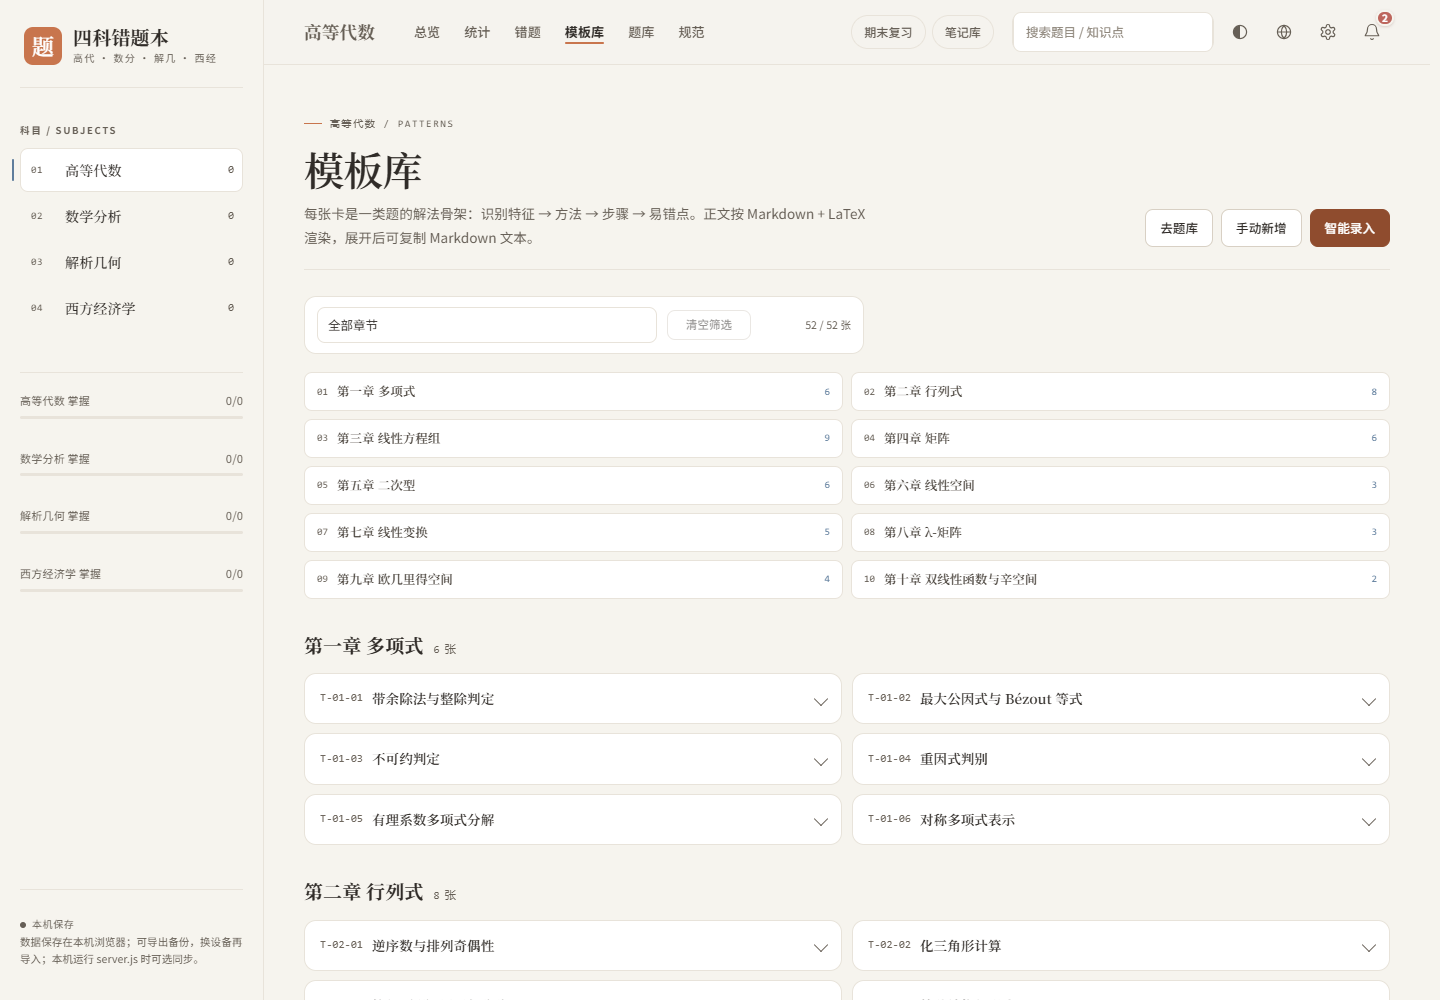 题
四科错题本
高代 · 数分 · 解几 · 西经
科目 / SUBJECTS
01 高等代数 0
02 数学分析 0
03 解析几何 0
04 西方经济学 0
高等代数 掌握 0/0
数学分析 掌握 0/0
解析几何 掌握 0/0
西方经济学 掌握 0/0
本机保存
数据保存在本机浏览器；可导出备份，换设备再
导入；本机运行 server.js 时可选同步。
高等代数 总览 统计 错题 模板库 题库 规范 期末复习 笔记库 搜索题目 / 知识点 2
高等代数 / PATTERNS
模板库
每张卡是一类题的解法骨架：识别特征 → 方法 → 步骤 → 易错点。正文按 Markdown + LaTeX
渲染，展开后可复制 Markdown 文本。
去题库 手动新增 智能录入
全部章节 清空筛选 52 / 52 张
01 第一章 多项式 6
02 第二章 行列式 8
03 第三章 线性方程组 9
04 第四章 矩阵 6
05 第五章 二次型 6
06 第六章 线性空间 3
07 第七章 线性变换 5
08 第八章 λ-矩阵 3
09 第九章 欧几里得空间 4
10 第十章 双线性函数与辛空间 2
第一章 多项式 6 张
T-01-01 带余除法与整除判定
T-01-02 最大公因式与 Bézout 等式
T-01-03 不可约判定
T-01-04 重因式判别
T-01-05 有理系数多项式分解
T-01-06 对称多项式表示
第二章 行列式 8 张
T-02-01 逆序数与排列奇偶性
T-02-02 化三角形计算